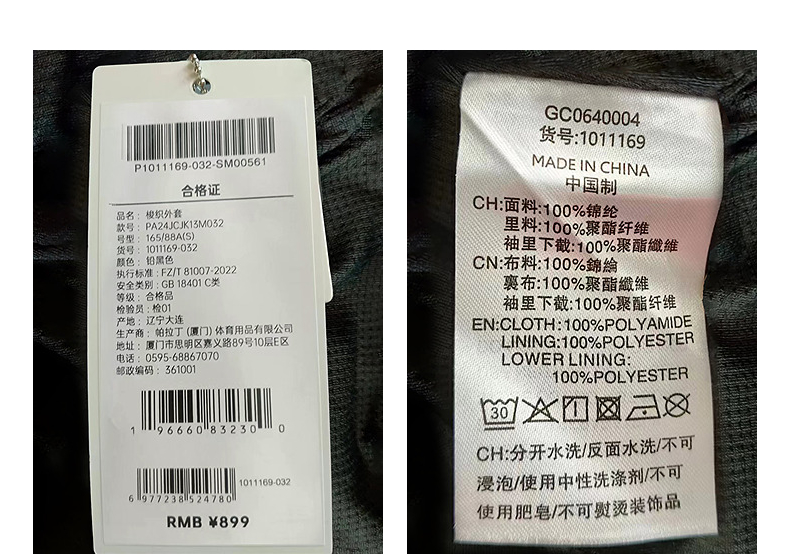 P1011169-032-SM00561
合格证
品名： 梭织外套
款号： PA24JCJK13M032
号型： 165/88A(S)
货号： 1011169-032
颜色： 铅黑色
执行标准：FZ/T 81007-2022
安全类别：GB 18401 C类
等级： 合格品
检验员：检01
产地： 辽宁大连
生产商： 帕拉丁 (厦门) 体育用品有限公司
地址： 厦门市思明区嘉义路89号10层E区
电话： 0595-68867070
邮政编码： 361001
1 96660 83230 0
1011169-032
6 977238 524780
RMB ¥899
GC0640004
货号:1011169
MADE IN CHINA
中国制
CH:面料:100%锦纶
里料:100%聚酯纤维
袖里下截:100%聚酯纖維
CN:布料:100%錦綸
裏布:100%聚酯纖維
袖里下截:100%聚酯纤维
EN:CLOTH:100%POLYAMIDE
LINING:100%POLYESTER
LOWER LINING:
100%POLYESTER
30
CH:分开水洗/反面水洗/不可
浸泡/使用中性洗涤剂/不可
使用肥皂/不可熨烫装饰品